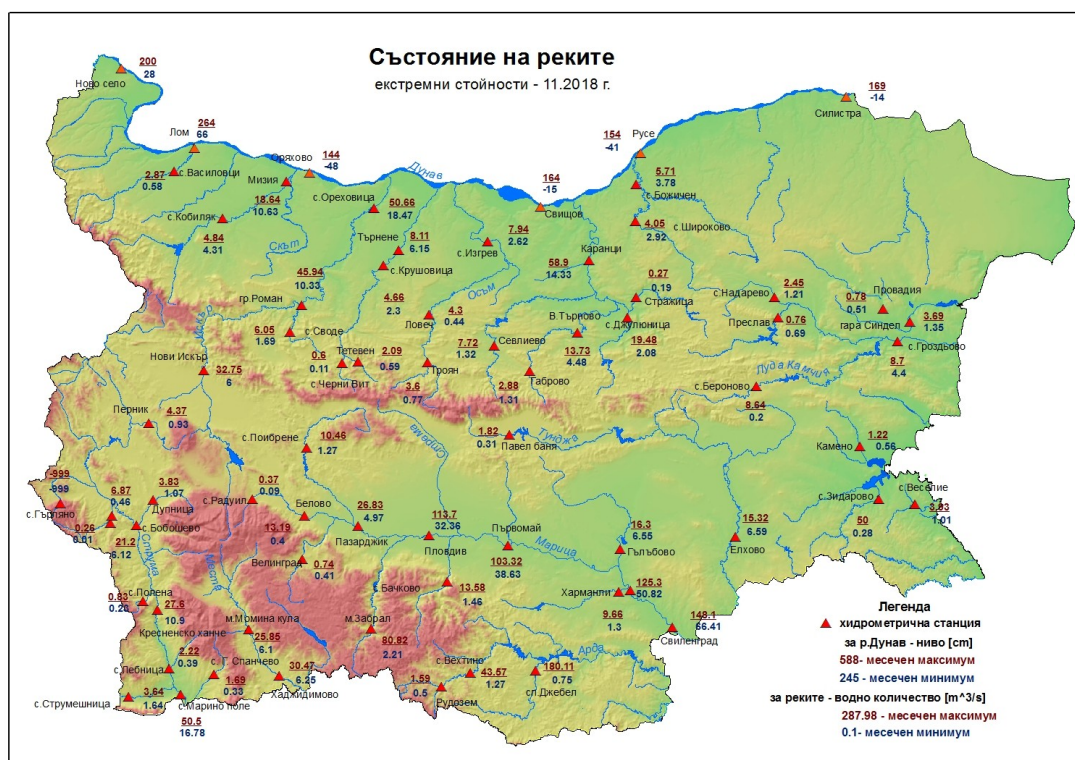 Състояние на реките
екстремни стойности - 11.2018 г.
200
28
Ново село
169
-14
Силистра
264
66
Лом
154
-41
Русе
144
-48
Оряхово
Дунав
164
-15
Свищов
2.87
0.58
с.Василовци
Мизия
18.64
10.63
с.Ореховица
50.66
18.47
5.71
3.78
с.Божичен
с.Кобиляк
4.84
4.31
Скът
Търнене
8.11
6.15
с.Крушовица
4.66
2.3
7.94
2.62
с.Изгрев
4.05
2.92
с.Широково
Каранци
58.9
14.33
0.27
0.19
Стражица
с.Надарево
2.45
1.21
Провадия
0.78
0.51
45.94
10.33
гр.Роман
Искър
Осъм
4.3
0.44
Ловеч
В.Търново
13.73
4.48
с.Джулюница
19.48
2.08
Преслав
0.76
0.69
гара Синдел
3.69
1.35
с.Гроздьово
8.7
4.4
6.05
1.69
с.Своде
Тетевен
2.09
0.59
0.6
0.11
с.Черни Вит
7.72
1.32
Севлиево
Троян
3.6
0.77
2.88
1.31
Габрово
Нови Искър
32.75
6
Луда Камчия
с.Бероново
8.64
0.2
Перник
4.37
0.93
с.Поибрене
10.46
1.27
Стряма
1.82
0.31
Павел баня
Тунджа
1.22
0.56
Камено
-999
-999
с.Гърляно
6.87
0.46
3.83
1.07
Дупница
с.Радуил
0.37
0.09
Белово
26.83
4.97
Пазарджик
113.7
32.36
Пловдив
Първомай
103.32
38.63
Марица
16.3
6.55
Гълъбово
15.32
6.59
Елхово
с.Зидарово
50
0.28
с.Веселие
3.93
1.01
0.26
0.01
с.Бобошево
21.2
6.12
Струма
Места
13.19
0.4
Велинград
0.74
0.41
с.Бачково
13.58
1.46
Харманли
125.3
50.82
9.66
1.3
148.1
66.41
Свиленград
0.83
0.28
с.Полена
27.6
10.9
Кресненско ханче
м.Момина кула
25.85
6.1
м.Забрал
80.82
2.21
2.22
0.39
с.Лебница
с. Г. Спанчево
1.69
0.33
30.47
6.25
Хаджидимово
с.Вехтино
43.57
1.27
1.59
0.5
Рудозем
180.11
0.75
сл.Джебел
Арда
с.Струмешница
3.64
1.64
с.Марино поле
50.5
16.78
Легенда
хидрометрична станция
за р.Дунав - ниво [cm]
588- месечен максимум
245 - месечен минимум
за реките - водно количество [m^3/s]
287.98 - месечен максимум
0.1- месечен минимум